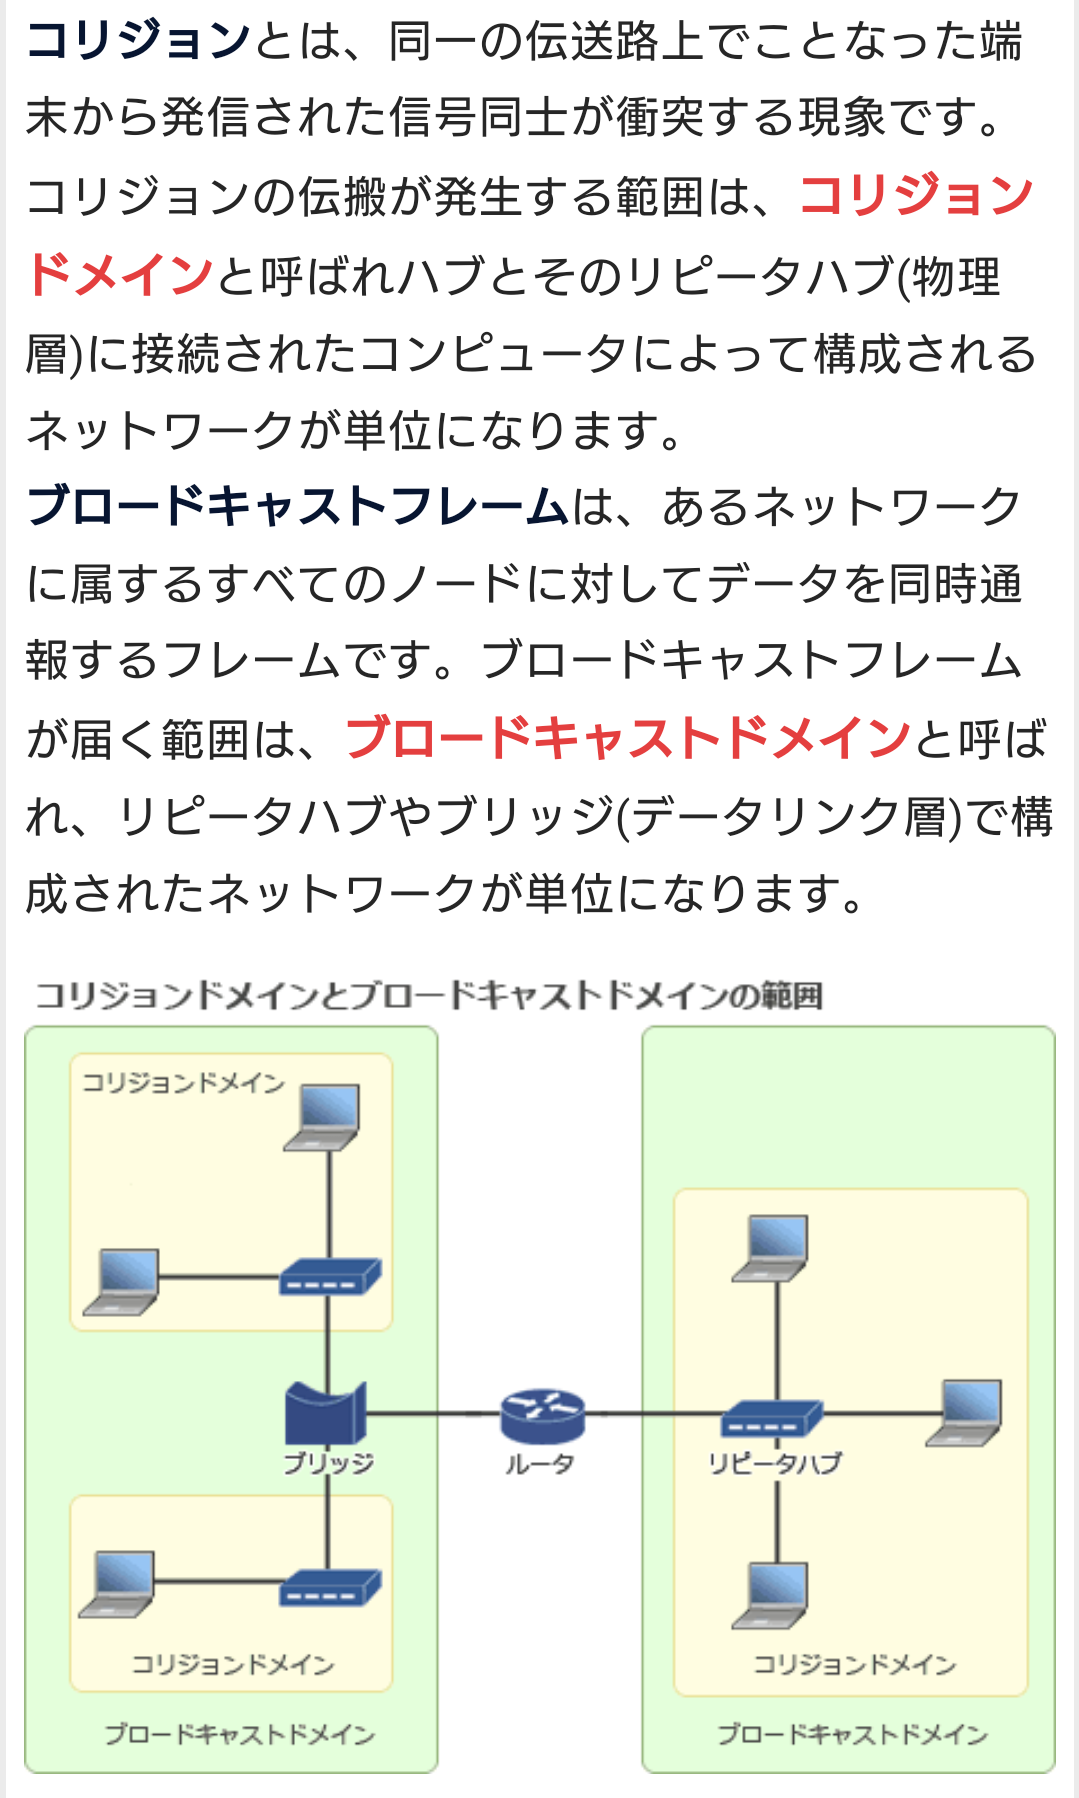 コリジョンとは、同一の伝送路上でことなった端
末から発信された信号同士が衝突する現象です。
コリジョンの伝搬が発生する範囲は、コリジョン
ドメインと呼ばれハブとそのリピータハブ(物理
層)に接続されたコンピュータによって構成される
ネットワークが単位になります。
ブロードキャストフレームは、あるネットワーク
に属するすべてのノードに対してデータを同時通
報するフレームです。ブロードキャストフレーム
が届く範囲は、ブロードキャストドメインと呼ば
れ、リピータハブやブリッジ(データリンク層)で構
成されたネットワークが単位になります。
コリジョンドメインとブロードキャストドメインの範囲
コリジョンドメイン
ブリッジ
ルータ
リピータハブ
コリジョンドメイン
コリジョンドメイン
ブロードキャストドメイン
ブロードキャストドメイン